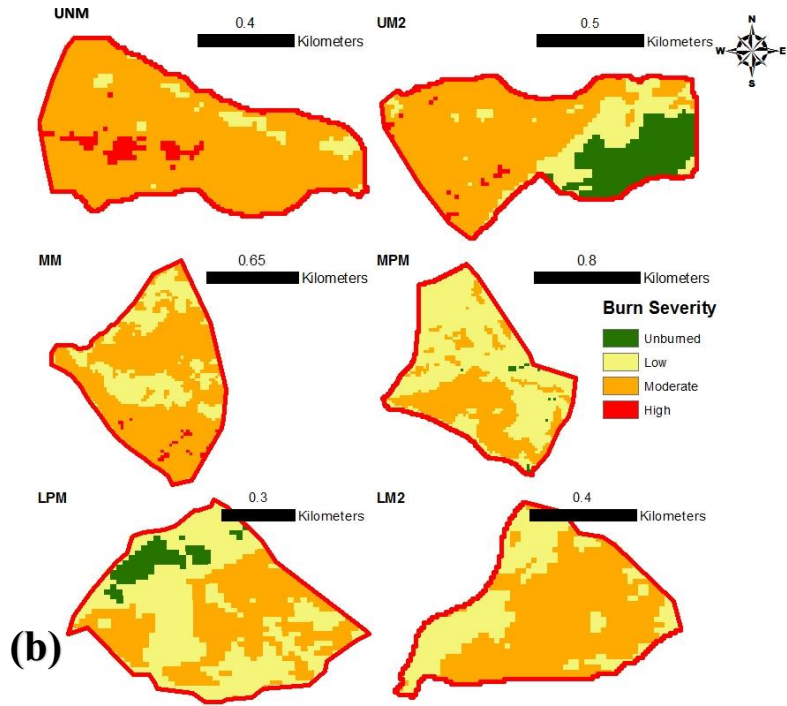 UNM
0.4
Kilometers
UM2
0.5
Kilometers
N
W E
S
MM
0.65
Kilometers
MPM
0.8
Kilometers
Burn Severity
Unburned
Low
Moderate
High
LPM
0.3
Kilometers
LM2
0.4
Kilometers
(b)